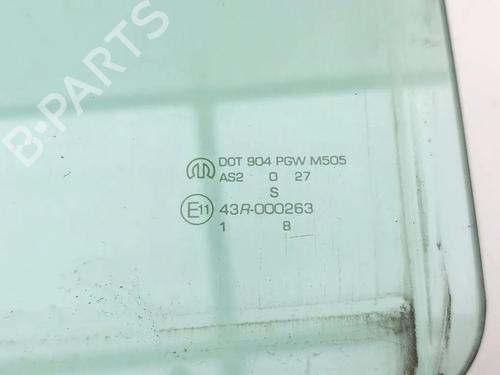 B-PARTS
DOT 904 PGW M505
AS2 0 27
S
E11 43R-000263
1 8